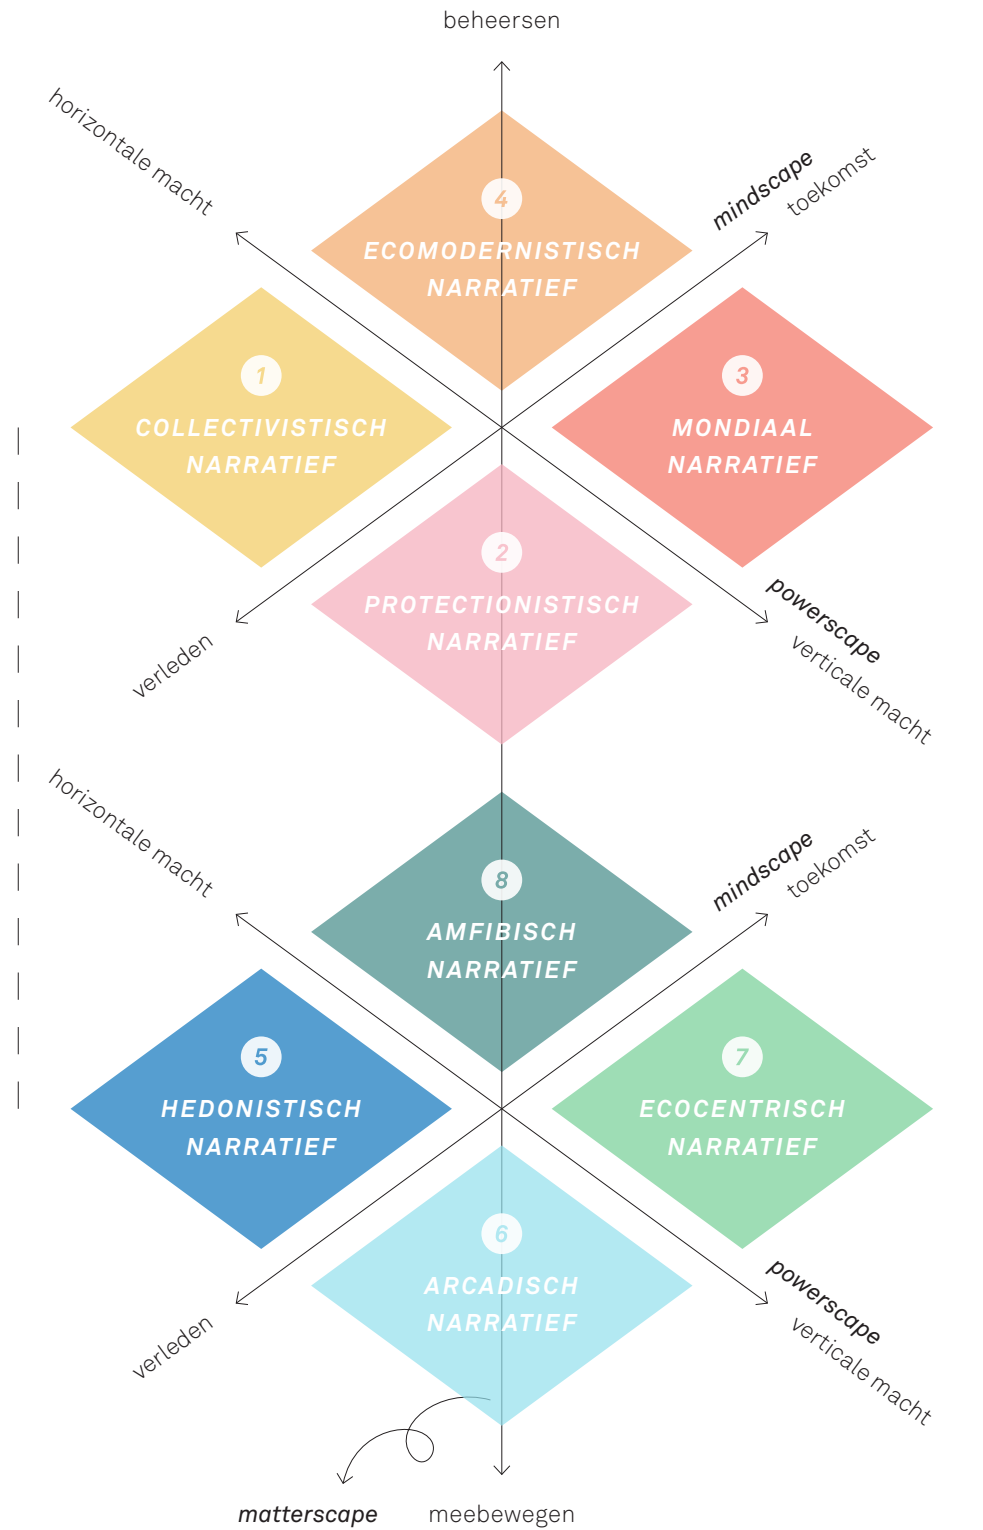 beheersen
horizontale macht
mindscape
toekomst
4
ECOMODERNISTISCH
NARRATIEF
1
COLLECTIVISTISCH
NARRATIEF
3
MONDIAAL
NARRATIEF
2
PROTECTIONISTISCH
NARRATIEF
verleden
powerscape
verticale macht
horizontale macht
mindscape
toekomst
8
AMFIBISCH
NARRATIEF
5
HEDONISTISCH
NARRATIEF
7
ECOCENTRISCH
NARRATIEF
6
ARCADISCH
NARRATIEF
verleden
powerscape
verticale macht
matterscape
meebewegen